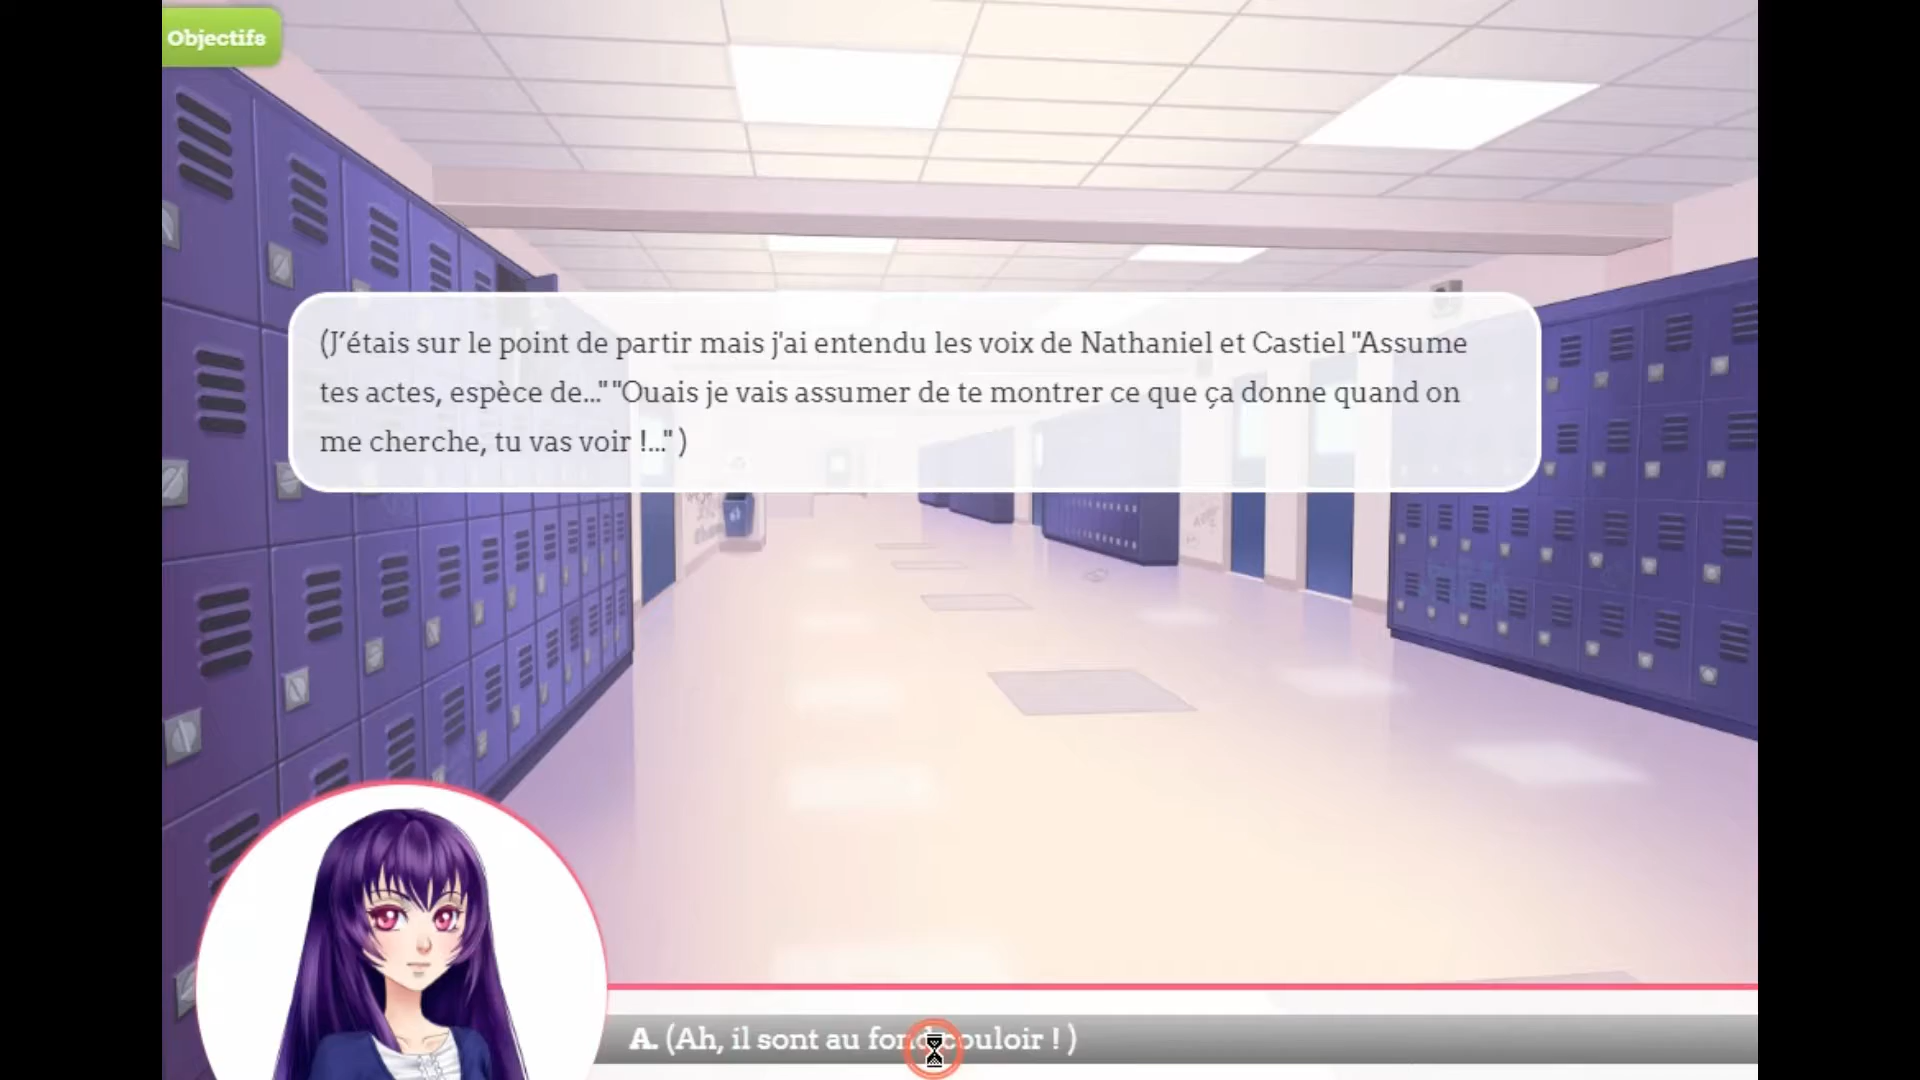 Objectifs
(J’étais sur le point de partir mais j'ai entendu les voix de Nathaniel et Castiel "Assume
tes actes, espèce de..." "Ouais je vais assumer de te montrer ce que ça donne quand on
me cherche, tu vas voir !..." )
A. (Ah, il sont au fond couloir ! )